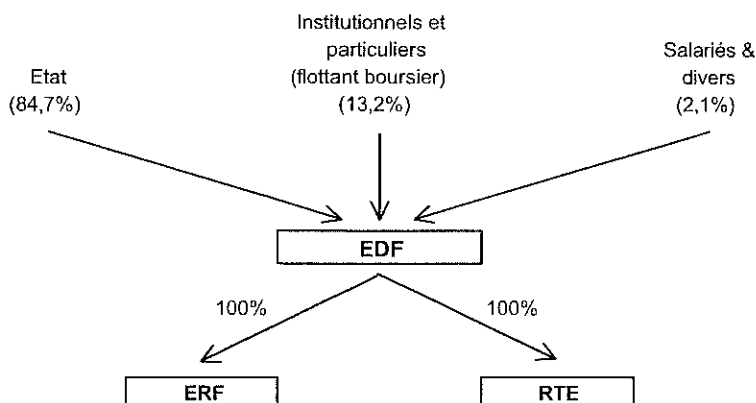 Institutionnels et
particuliers
(flottant boursier)
(13,2%)
Etat
(84,7%)
Salariés &
divers
(2,1%)
EDF
100%
100%
ERF
RTE